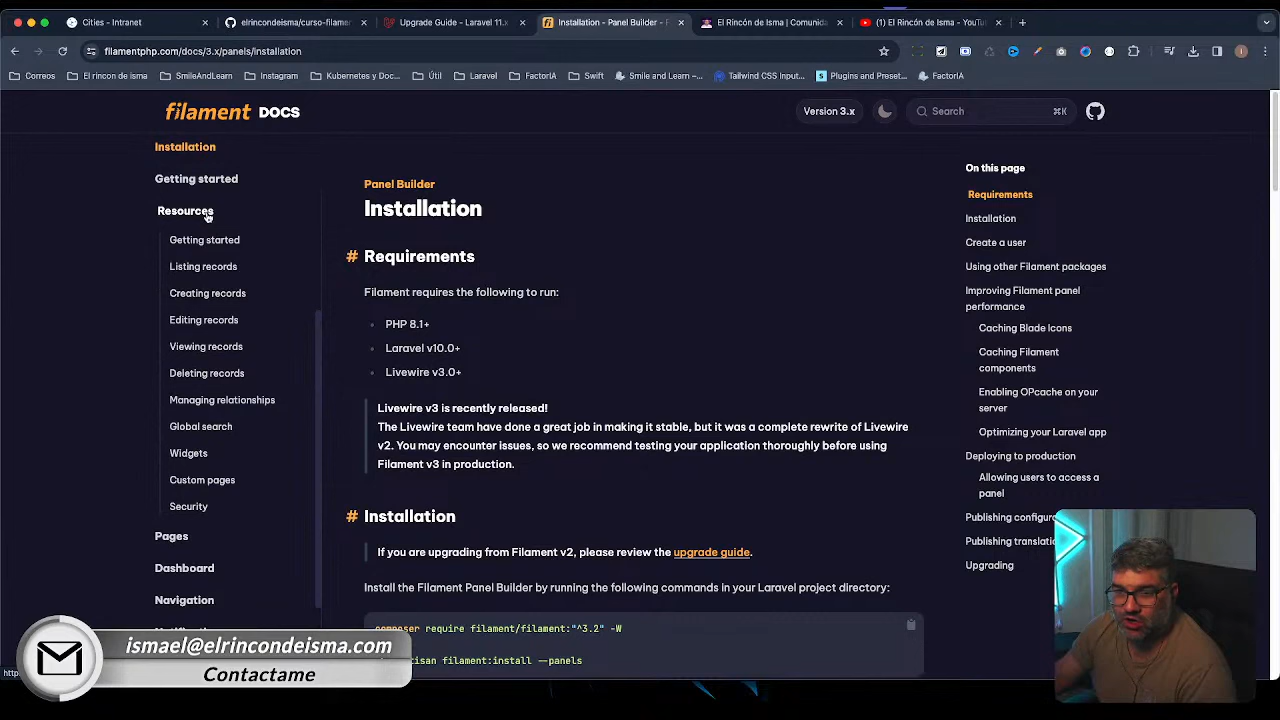 Cities - Intranet
elrincondeisma/curso-filamen
Upgrade Guide - Laravel 11.x
Installation - Panel Builder - F
El Rincón de Isma | Comunida
(1) El Rincón de Isma - YouTu
filamentphp.com/docs/3.x/panels/installation
Correos
El rincon de isma
SmileAndLearn
Instagram
Kubernetes y Doc...
Útil
Laravel
FactorIA
Swift
Smile and Learn –...
Tailwind CSS Input...
Plugins and Preset...
FactorIA
filament DOCS
Version 3.x
Search
⌘K
Installation
Getting started
Resources
Getting started
Listing records
Creating records
Editing records
Viewing records
Deleting records
Managing relationships
Global search
Widgets
Custom pages
Security
Pages
Dashboard
Navigation
Panel Builder
Installation
# Requirements
Filament requires the following to run:
PHP 8.1+
Laravel v10.0+
Livewire v3.0+
Livewire v3 is recently released!
The Livewire team have done a great job in making it stable, but it was a complete rewrite of Livewire
v2. You may encounter issues, so we recommend testing your application thoroughly before using
Filament v3 in production.
# Installation
If you are upgrading from Filament v2, please review the upgrade guide.
Install the Filament Panel Builder by running the following commands in your Laravel project directory:
composer require filament/filament:"^3.2" -W
filament:install --panels
On this page
Requirements
Installation
Create a user
Using other Filament packages
Improving Filament panel
performance
Caching Blade Icons
Caching Filament
components
Enabling OPcache on your
server
Optimizing your Laravel app
Deploying to production
Allowing users to access a
panel
Publishing
Publishing
Upgrading
ismael@elrincondeisma.com
Contactame